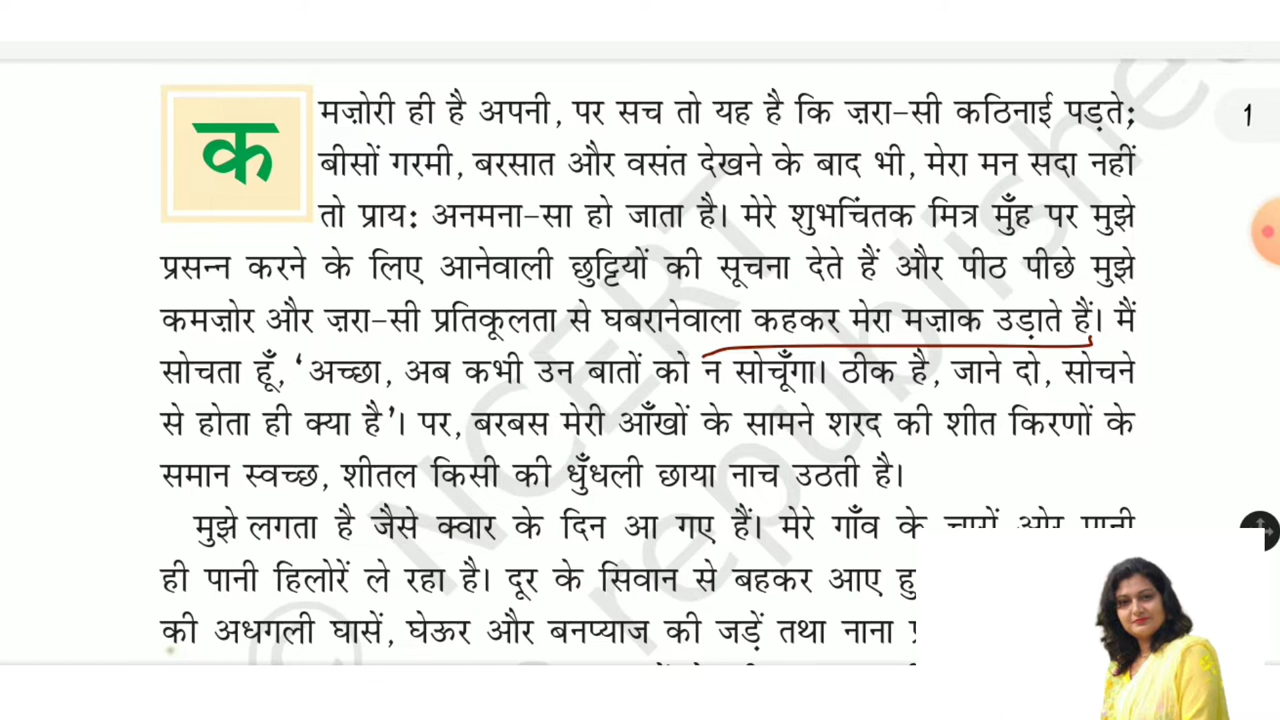 क
मज़ोरी ही है अपनी, पर सच तो यह है कि ज़रा-सी कठिनाई पड़ते;
बीसों गरमी, बरसात और वसंत देखने के बाद भी, मेरा मन सदा नहीं
तो प्राय: अनमना-सा हो जाता है। मेरे शुभचिंतक मित्र मुँह पर मुझे
प्रसन्न करने के लिए आनेवाली छुट्टियों की सूचना देते हैं और पीठ पीछे मुझे
कमज़ोर और ज़रा-सी प्रतिकूलता से घबरानेवाला कहकर मेरा मज़ाक उड़ाते हैं। मैं
सोचता हूँ, ‘अच्छा, अब कभी उन बातों को न सोचूँगा। ठीक है, जाने दो, सोचने
से होता ही क्या है’। पर, बरबस मेरी आँखों के सामने शरद की शीत किरणों के
समान स्वच्छ, शीतल किसी की धुँधली छाया नाच उठती है।
मुझे लगता है जैसे क्वार के दिन आ गए हैं। मेरे गाँव के चारों ओर पानी
ही पानी हिलोरें ले रहा है। दूर के सिवान से बहकर आए
की अधगली घासें, घेऊर और बनप्याज की जड़ें तथा नाना
1
© NCERT
republishe